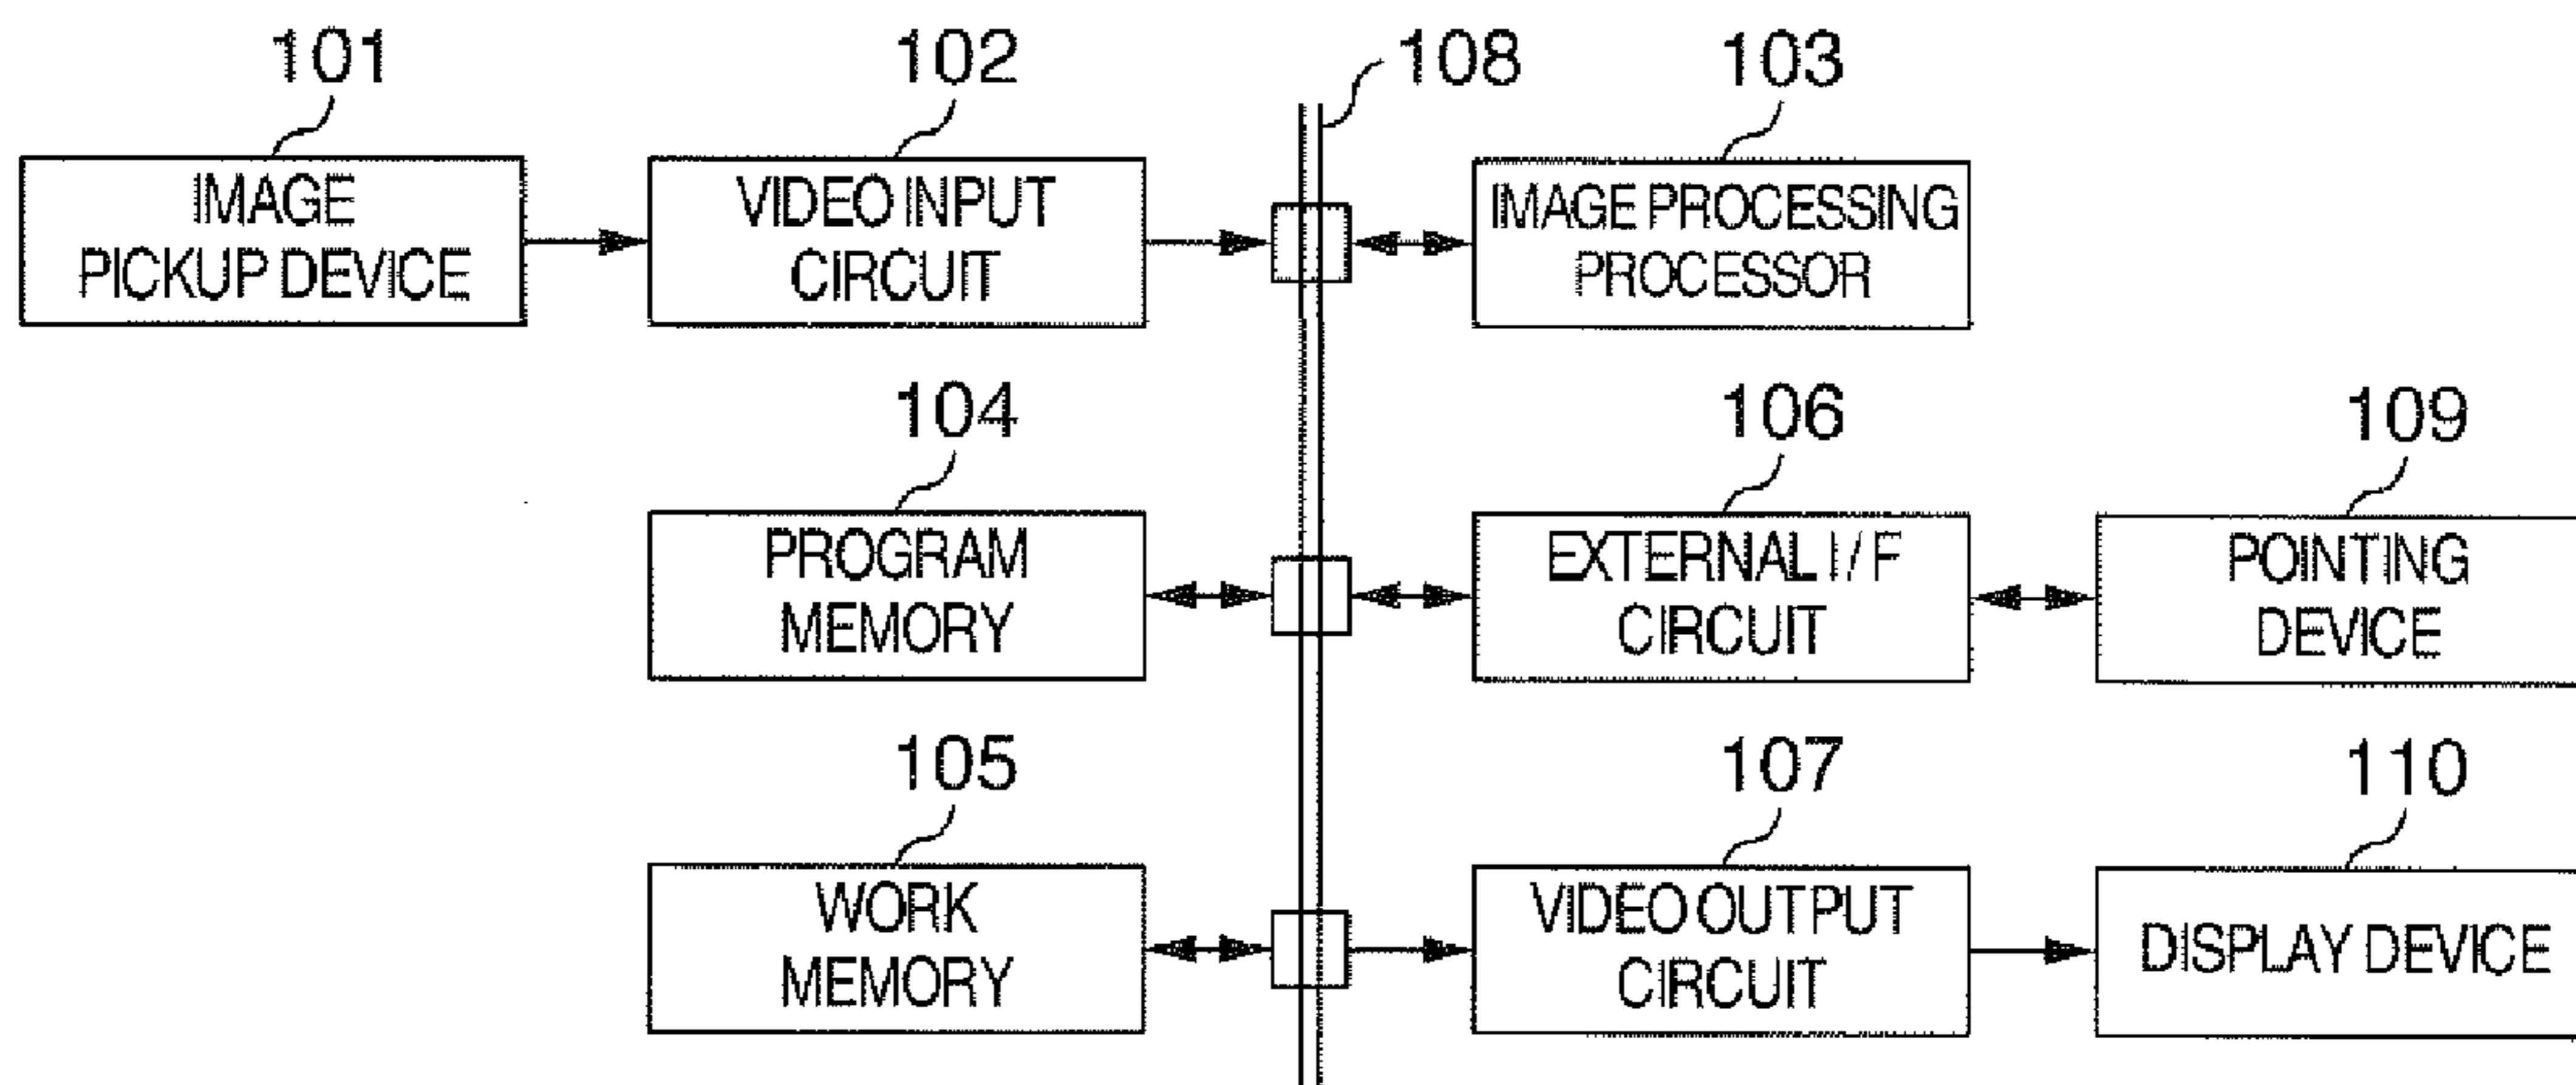 101
102
108
103
IMAGE
PICKUP DEVICE
VIDEO INPUT
CIRCUIT
IMAGE PROCESSING
PROCESSOR
104
106
109
PROGRAM
MEMORY
EXTERNAL I/F
CIRCUIT
POINTING
DEVICE
105
107
110
WORK
MEMORY
VIDEO OUTPUT
CIRCUIT
DISPLAY DEVICE